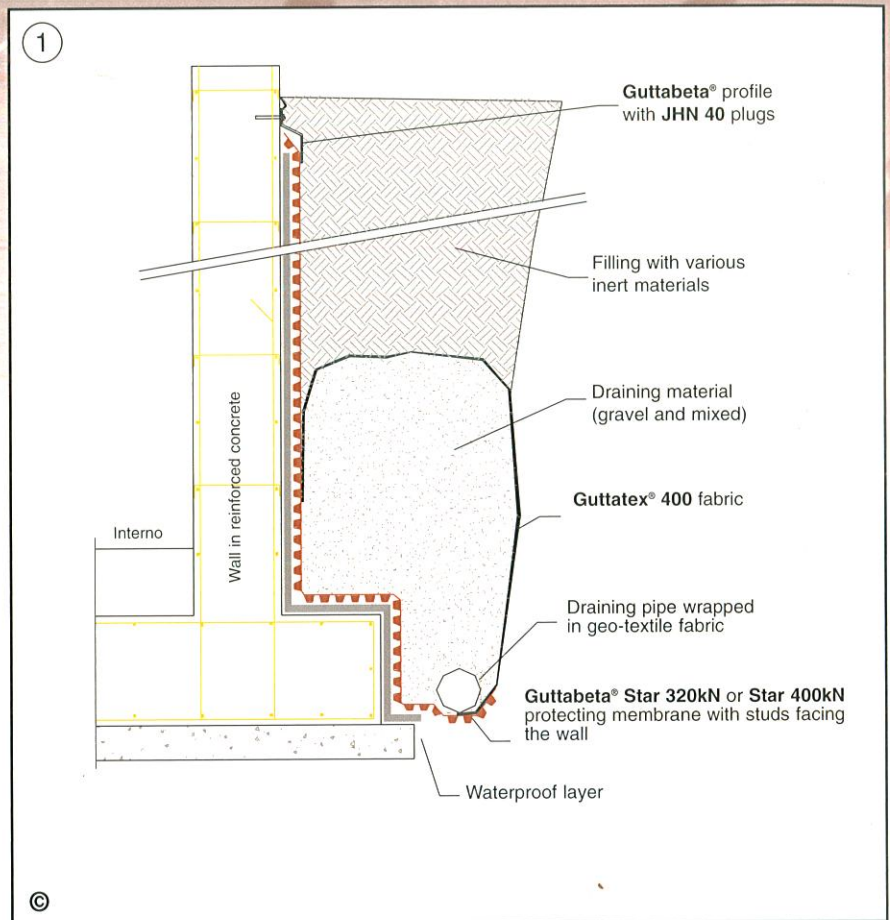 1
Guttabeta® profile
with JHN 40 plugs
Filling with various
inert materials
Draining material
(gravel and mixed)
Wall in reinforced concrete
Guttatex® 400 fabric
Interno
Draining pipe wrapped
in geo-textile fabric
Guttabeta® Star 320kN or Star 400kN
protecting membrane with studs facing
the wall
Waterproof layer
©